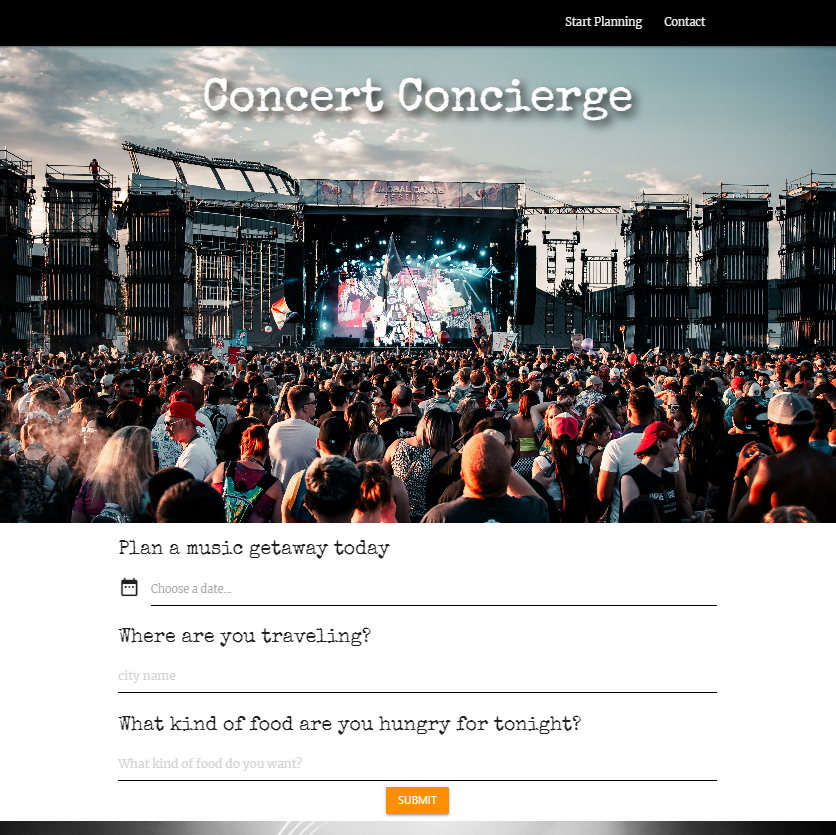 Start Planning Contact
Concert Concierge
GLOBAL DANCE
FESTIVAL
Plan a music getaway today
Choose a date...
Where are you traveling?
city name
What kind of food are you hungry for tonight?
What kind of food do you want?
SUBMIT